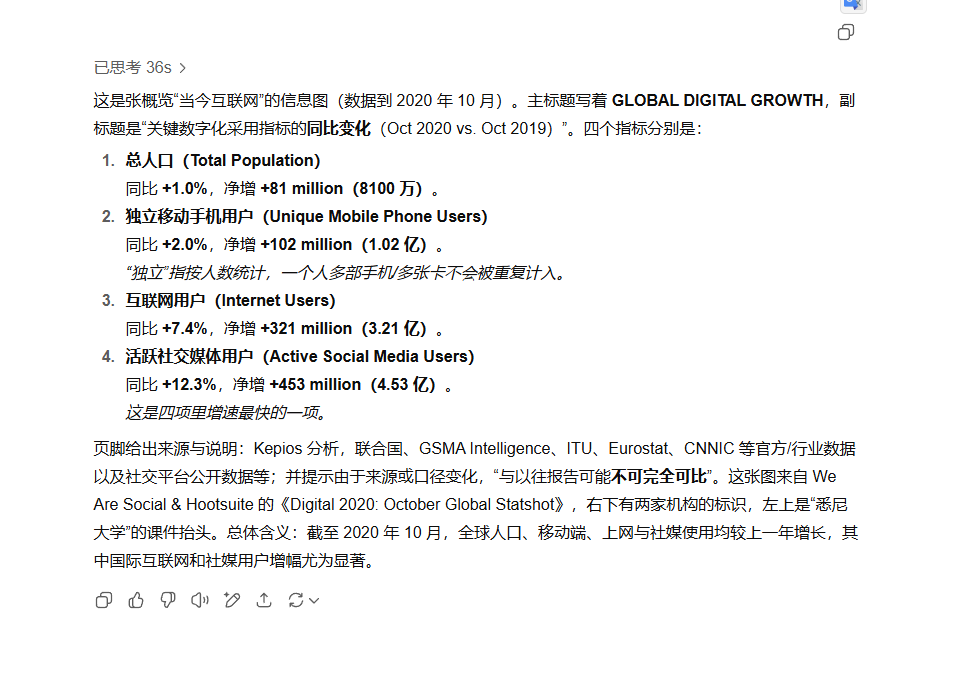 已思考 36s
这是张概览“当今互联网”的信息图（数据到 2020 年 10 月）。主标题写着 GLOBAL DIGITAL GROWTH，副
标题是“关键数字化采用指标的同比变化（Oct 2020 vs. Oct 2019）”。四个指标分别是：
1. 总人口（Total Population）
同比 +1.0%，净增 +81 million（8100 万）。
2. 独立移动手机用户（Unique Mobile Phone Users）
同比 +2.0%，净增 +102 million（1.02 亿）。
“独立”指按人数统计，一个人多部手机/多张卡不会被重复计入。
3. 互联网用户（Internet Users）
同比 +7.4%，净增 +321 million（3.21 亿）。
4. 活跃社交媒体用户（Active Social Media Users）
同比 +12.3%，净增 +453 million（4.53 亿）。
这是四项里增速最快的一项。
页脚给出来源与说明：Kepios 分析，联合国、GSMA Intelligence、ITU、Eurostat、CNNIC 等官方/行业数据
以及社交平台公开数据等；并提示由于来源或口径变化，“与以往报告可能不可完全可比”。这张图来自 We
Are Social & Hootsuite 的《Digital 2020: October Global Statshot》，右下有两家机构的标识，左上是“悉尼
大学”的课件抬头。总体含义：截至 2020 年 10 月，全球人口、移动端、上网与社媒使用均较上一年增长，其
中国际互联网和社媒用户增幅尤为显著。